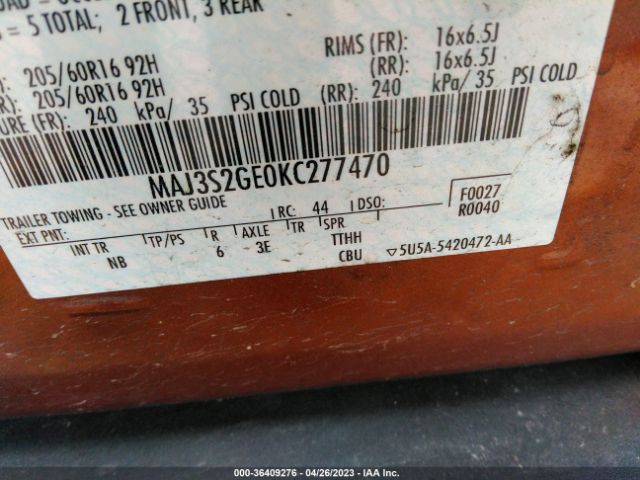 = 5 TOTAL; 2 FRONT, 3 REAR
205/60R16 92H RIMS (FR): 16x6.5J
R): 205/60R16 92H (RR): 16x6.5J
URE (FR): 240 kPa/ 35 PSI COLD (RR): 240 kPa/ 35 PSI COLD
MAJ3S2GE0KC277470
TRAILER TOWING - SEE OWNER GUIDE
EXT PNT: RC: 44 DSO: F0027
R0040
INT TR TP/PS R AXLE TR SPR
NB 6 3E TTHH
CBU ▽5U5A-5420472-AA
000-36409276 - 04/26/2023 - IAA Inc.